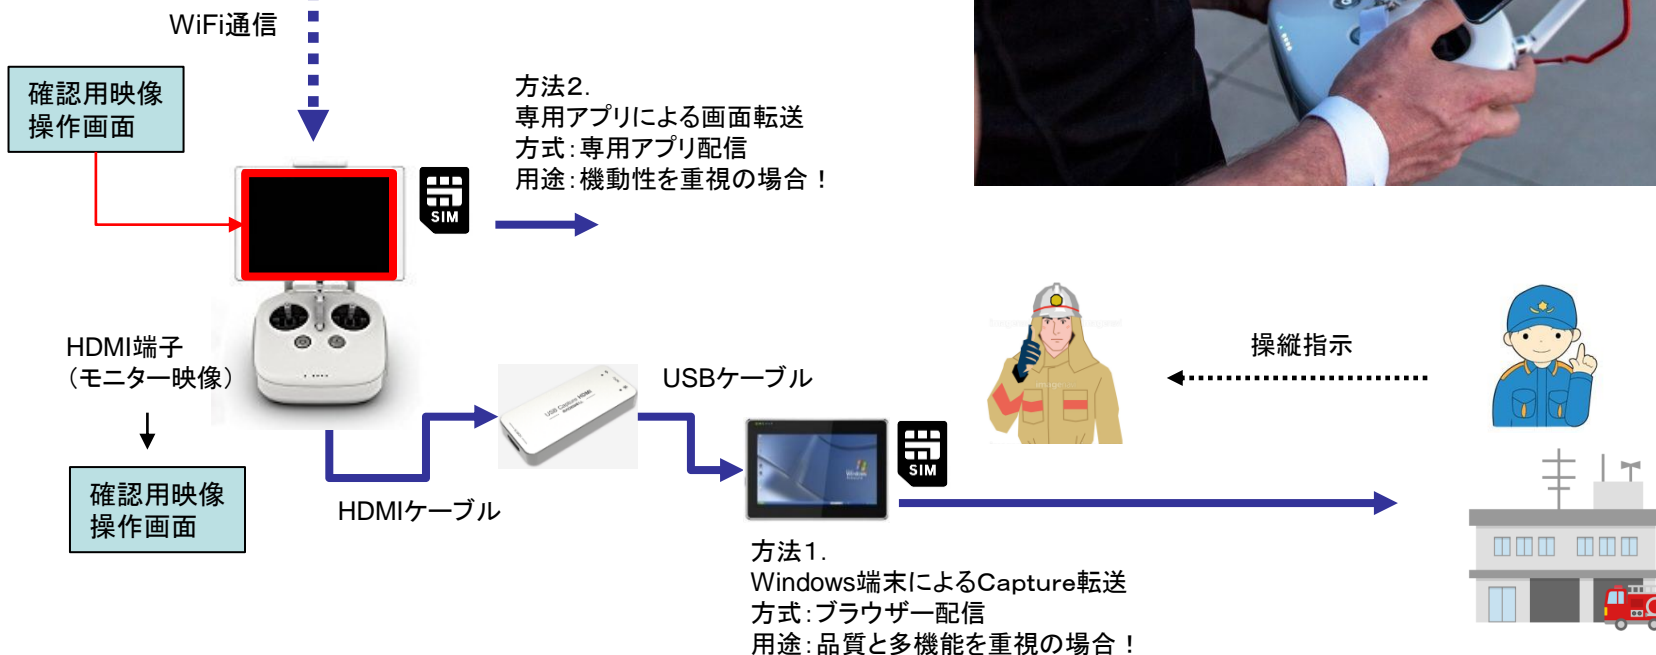 WiFi通信
確認用映像
操作画面
方法2.
専用アプリによる画面転送
方式:専用アプリ配信
用途:機動性を重視の場合!
SIM
HDMI端子
(モニター映像)
確認用映像
操作画面
HDMIケーブル
USB Capture HDMI
USBケーブル
SIM
操縦指示
方法1.
Windows端末によるCapture転送
方式:ブラウザー配信
用途:品質と多機能を重視の場合!